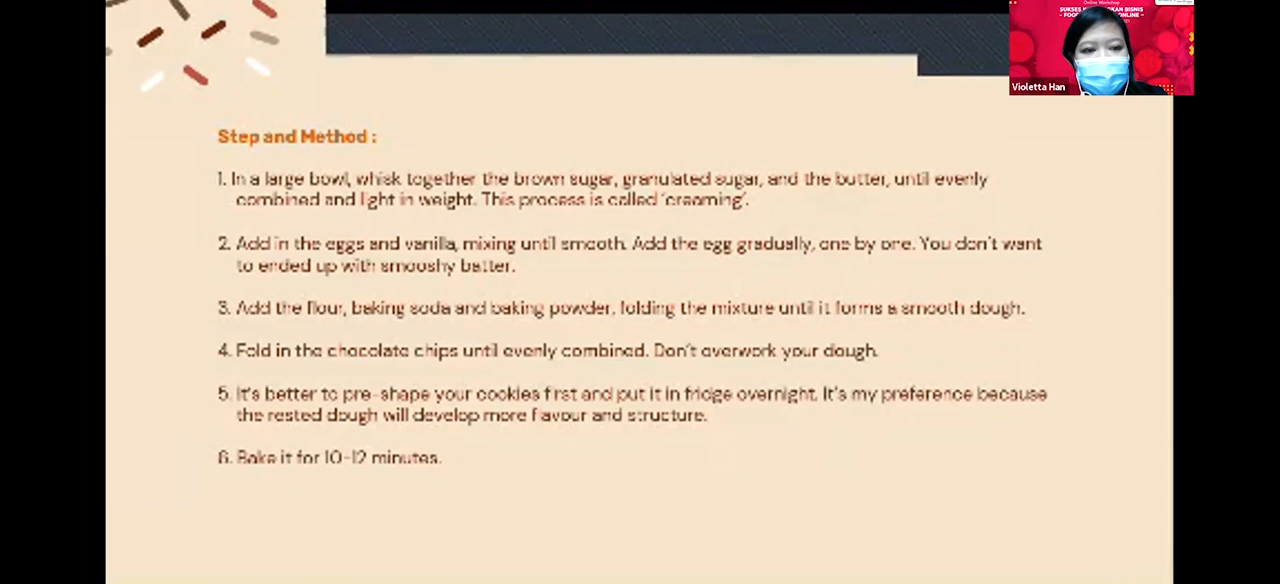 Online Workshop
Step and Method :
1. In a large bowl, whisk together the brown sugar, granulated sugar, and the butter, until evenly
combined and light in weight. This process is called 'creaming'.
2. Add in the eggs and vanilla, mixing until smooth. Add the egg gradually, one by one. You don't want
to ended up with smooshy batter.
3. Add the flour, baking soda and baking powder, folding the mixture until it forms a smooth dough.
4. Fold in the chocolate chips until evenly combined. Don't overwork your dough.
5. It's better to pre-shape your cookies first and put it in fridge overnight. It's my preference because
the rested dough will develop more flavour and structure.
6. Bake it for 10-12 minutes.
SUKSES BISNIS
- FOO ONLINE -
Violetta Han